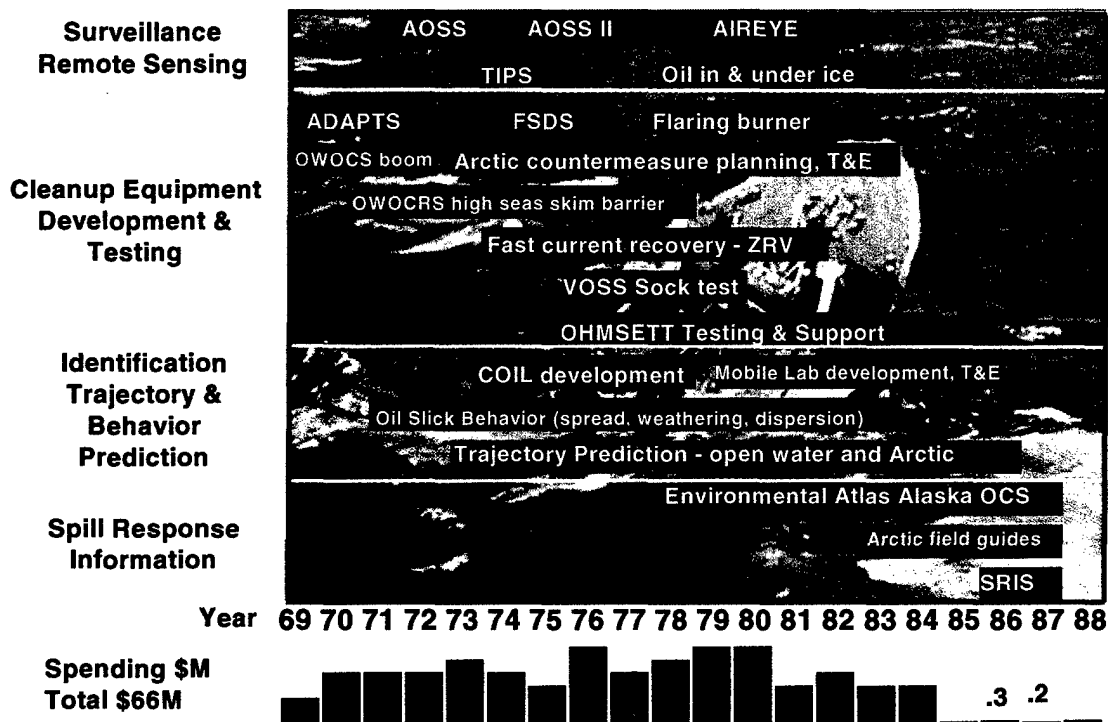 Surveillance
Remote Sensing
AOSS AOSS II AIREYE
TIPS Oil in & under ice
Cleanup Equipment
Development &
Testing
ADAPTS FSDS Flaring burner
OWOCS boom Arctic countermeasure planning, T&E
OWOCRS high seas skim barrier
Fast current recovery - ZRV
VOSS Sock test
OHMSETT Testing & Support
Identification
Trajectory &
Behavior
Prediction
COIL development Mobile Lab development, T&E
Oil Slick Behavior (spread, weathering, dispersion)
Trajectory Prediction - open water and Arctic
Spill Response
Information
Environmental Atlas Alaska OCS
Arctic field guides
SRIS
Year 69 70 71 72 73 74 75 76 77 78 79 80 81 82 83 84 85 86 87 88
Spending $M
Total $66M
.3 .2